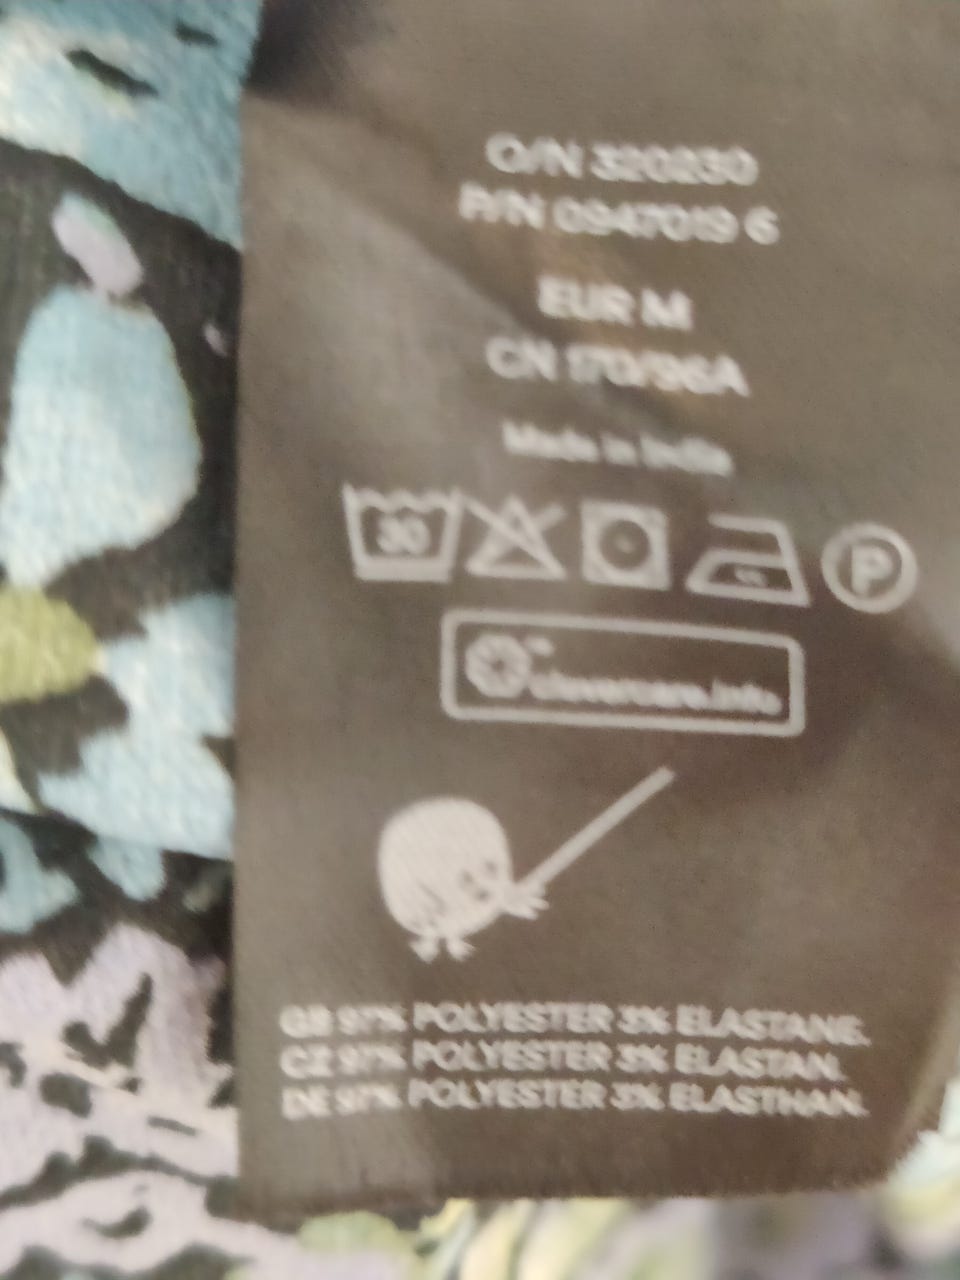 O/N 320230
P/N 0947019 6
EUR M
CN 170/96A
Made in India
30
P
clevercare.info
GB 97% POLYESTER 3% ELASTANE.
CZ 97% POLYESTER 3% ELASTAN.
DE 97% POLYESTER 3% ELASTHAN.